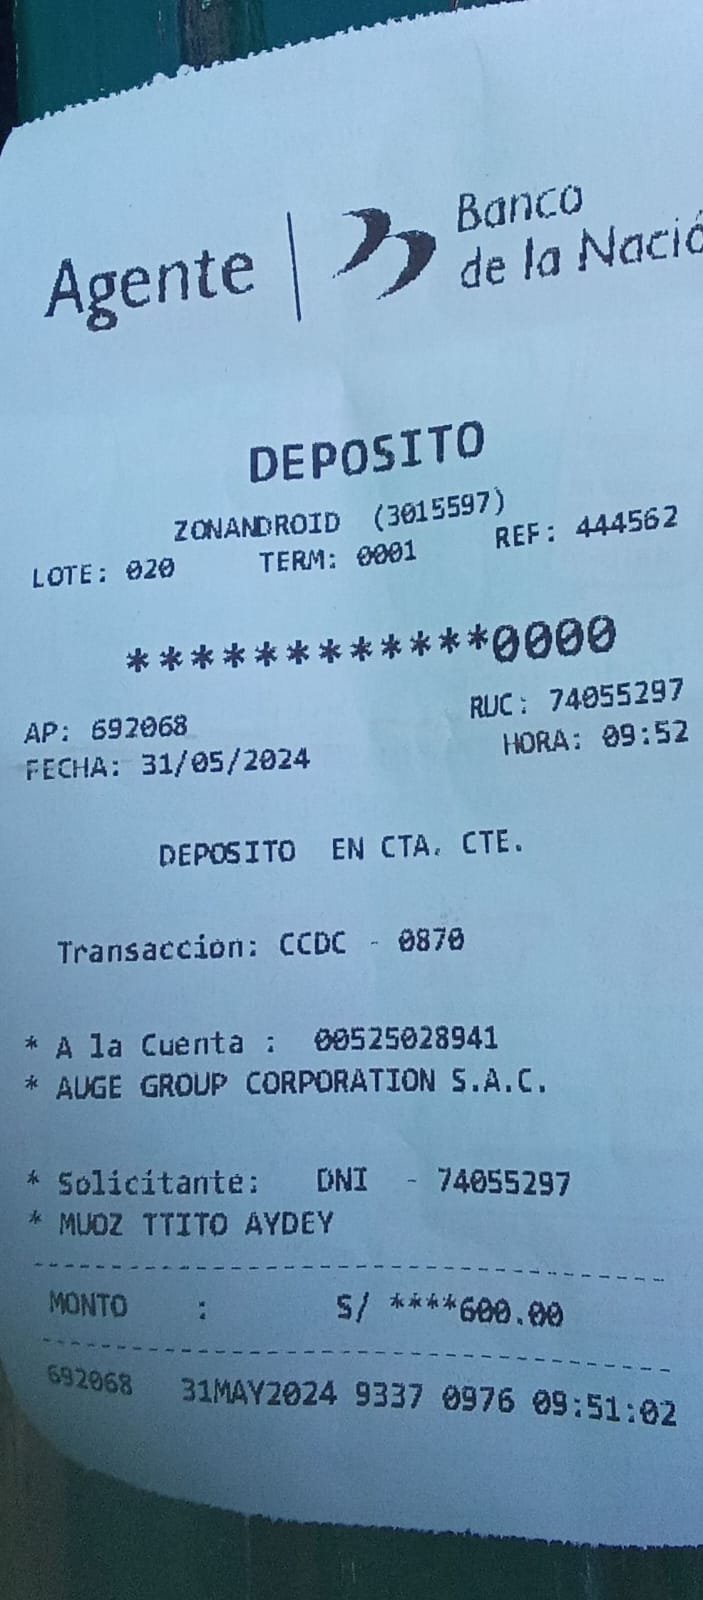 Agente | Banco
de la Nació
DEPOSITO
ZONANDROID (3015597)
LOTE: 020 TERM: 0001 REF: 444562
************0000
AP: 692068 RUC: 74055297
FECHA: 31/05/2024 HORA: 09:52
DEPOSITO EN CTA. CTE.
Transaccion: CCDC - 0870
* A la Cuenta : 00525028941
* AUGE GROUP CORPORATION S.A.C.
* Solicitante: DNI - 74055297
* MUOZ TTITO AYDEY
MONTO : S/ ****600.00
692068 31MAY2024 9337 0976 09:51:02